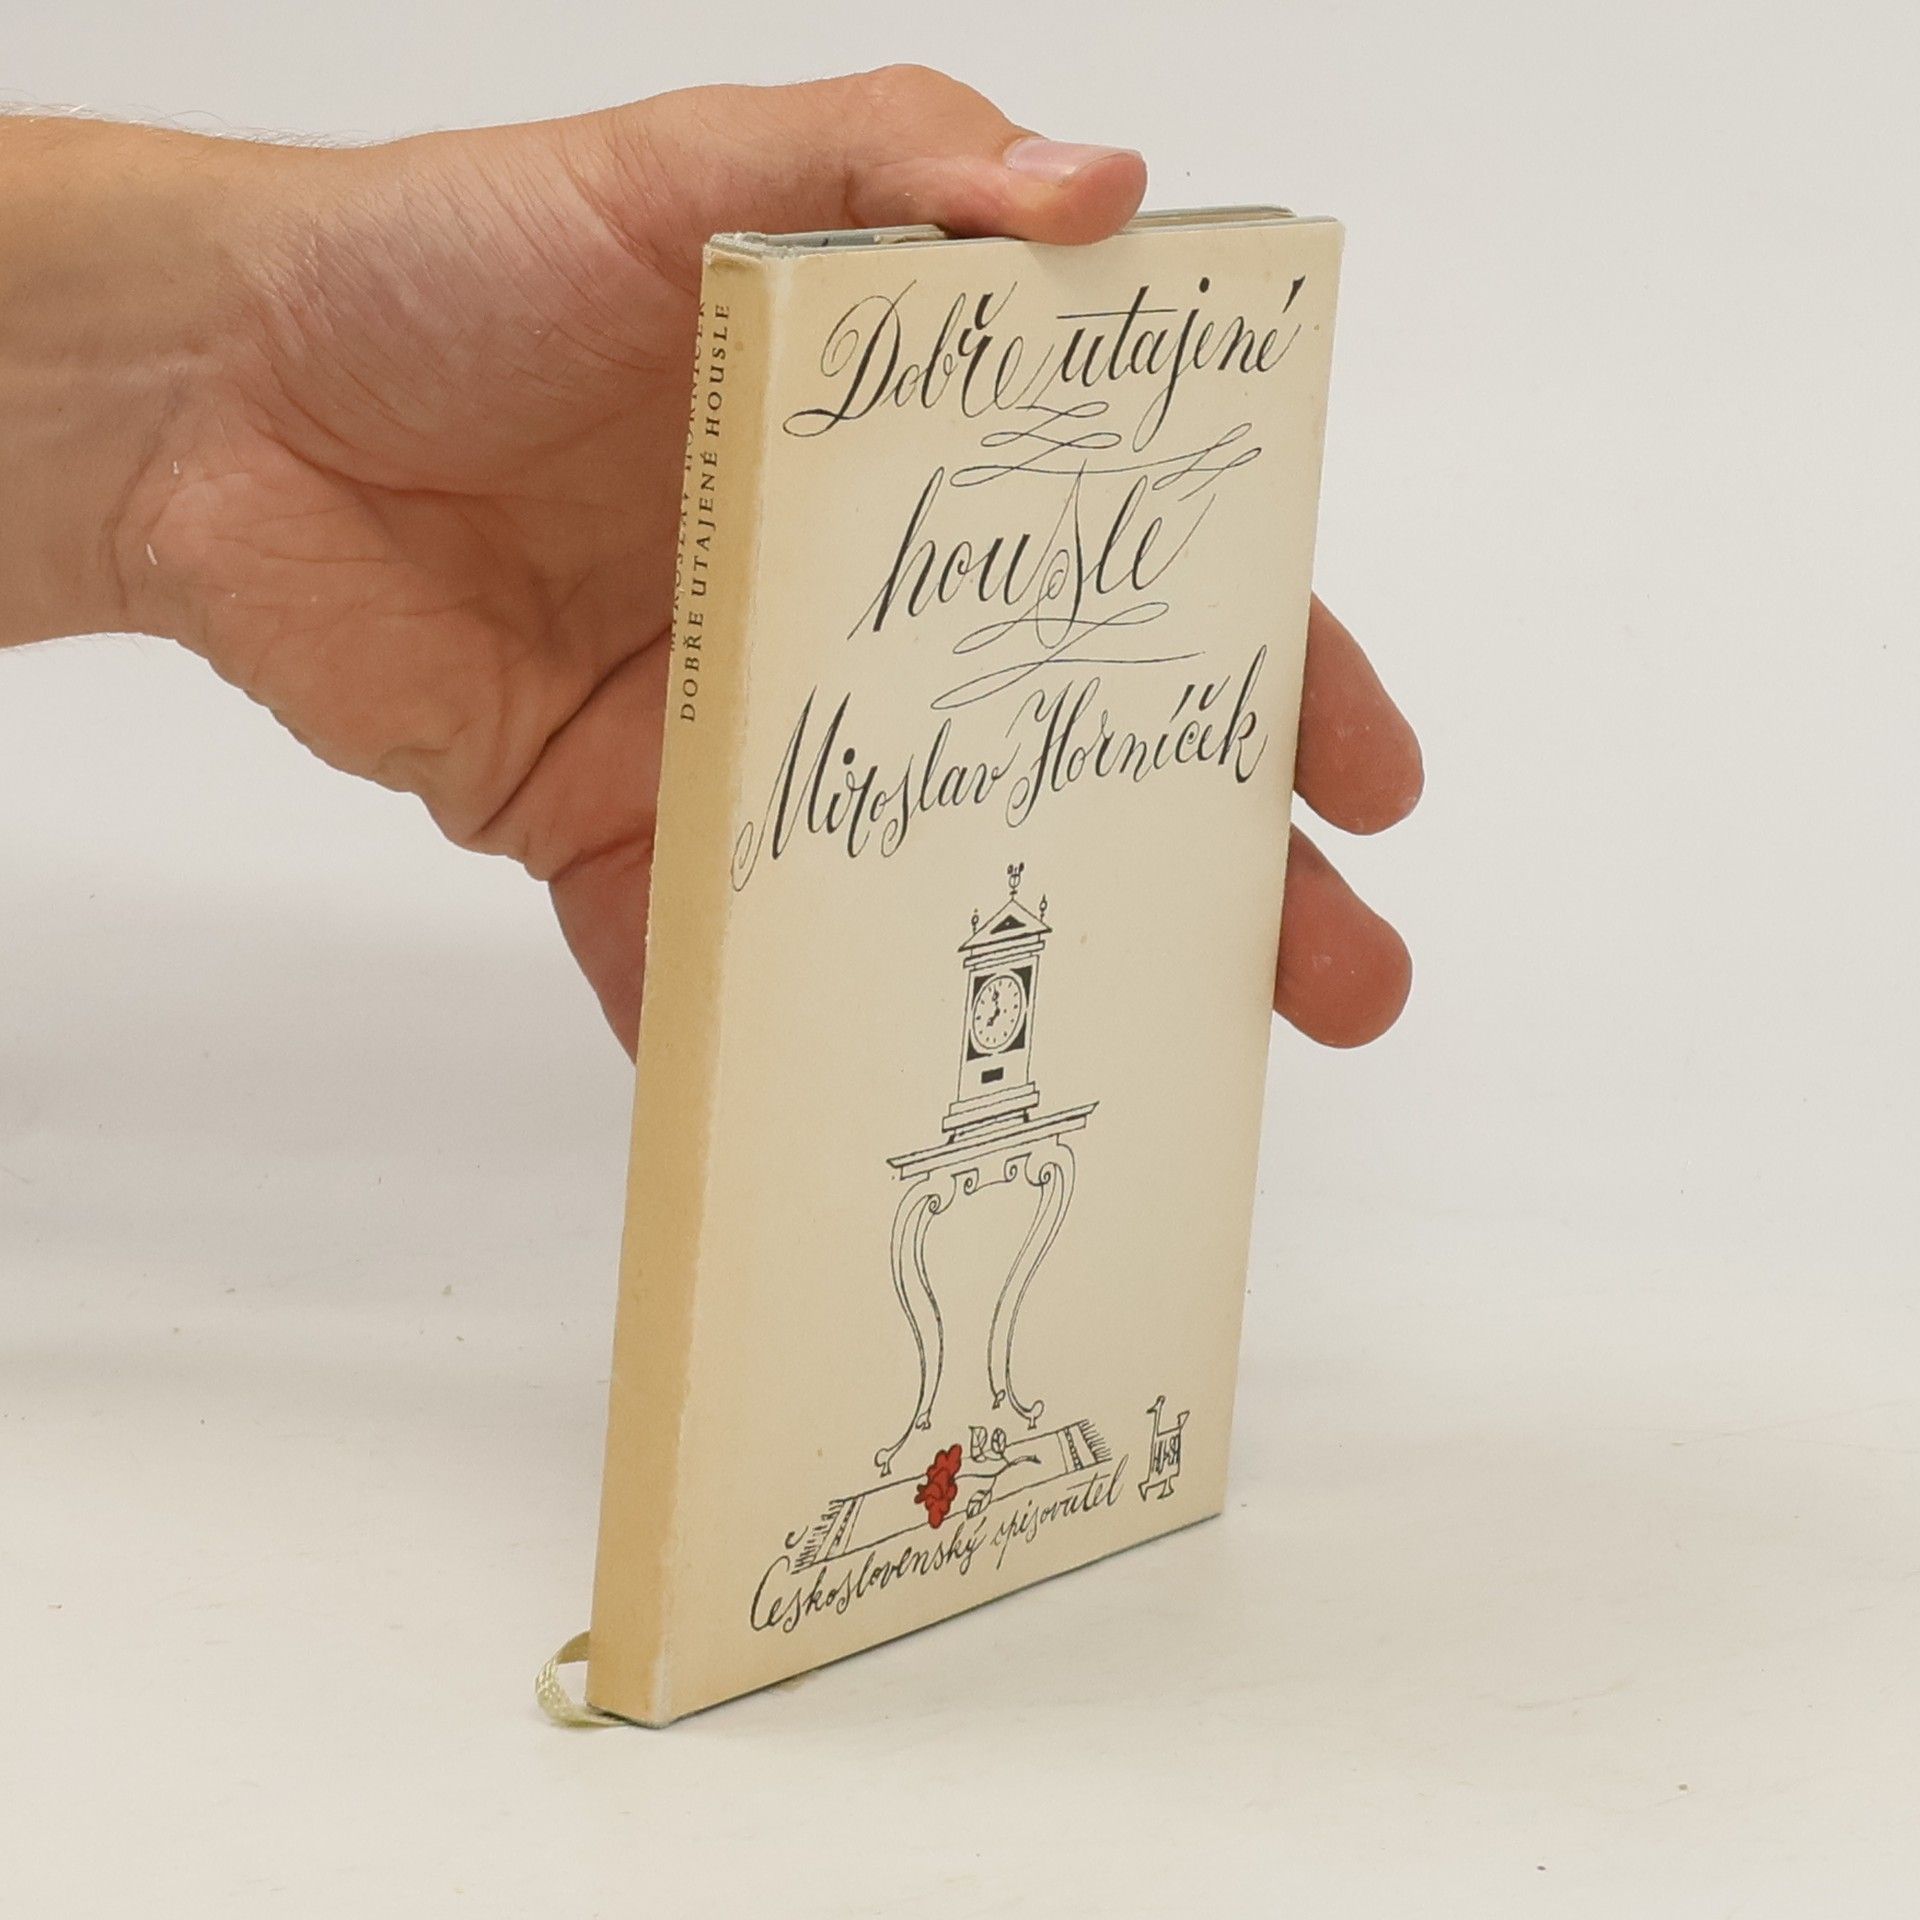 MIROSLAV HORNÍČEK
DOBŘE UTAJENÉ HOUSLE
Dobře utajené
housle
Miroslav Horníček
Československý spisovatel